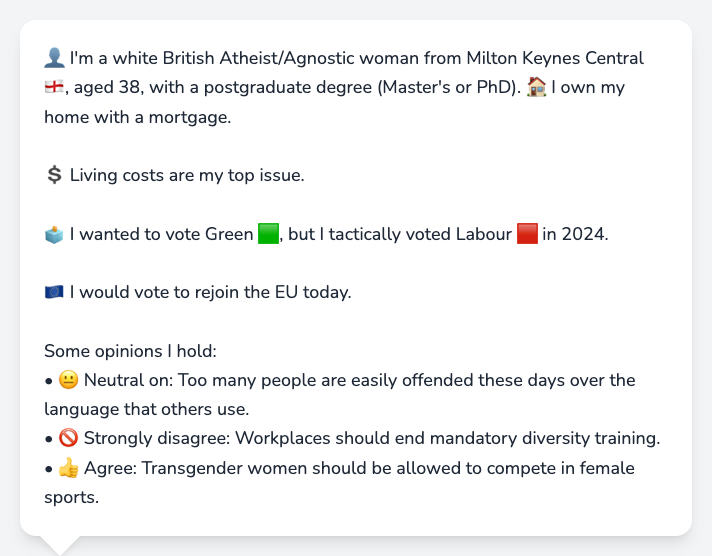 👤 I'm a white British Atheist/Agnostic woman from Milton Keynes Central
🏴󠁧󠁢󠁥󠁮󠁧󠁿, aged 38, with a postgraduate degree (Master's or PhD). 🏠 I own my
home with a mortgage.
💲 Living costs are my top issue.
🗳️ I wanted to vote Green 🟩, but I tactically voted Labour 🟥 in 2024.
🇪🇺 I would vote to rejoin the EU today.
Some opinions I hold:
• 😐 Neutral on: Too many people are easily offended these days over the
language that others use.
• 🚫 Strongly disagree: Workplaces should end mandatory diversity training.
• 👍 Agree: Transgender women should be allowed to compete in female
sports.